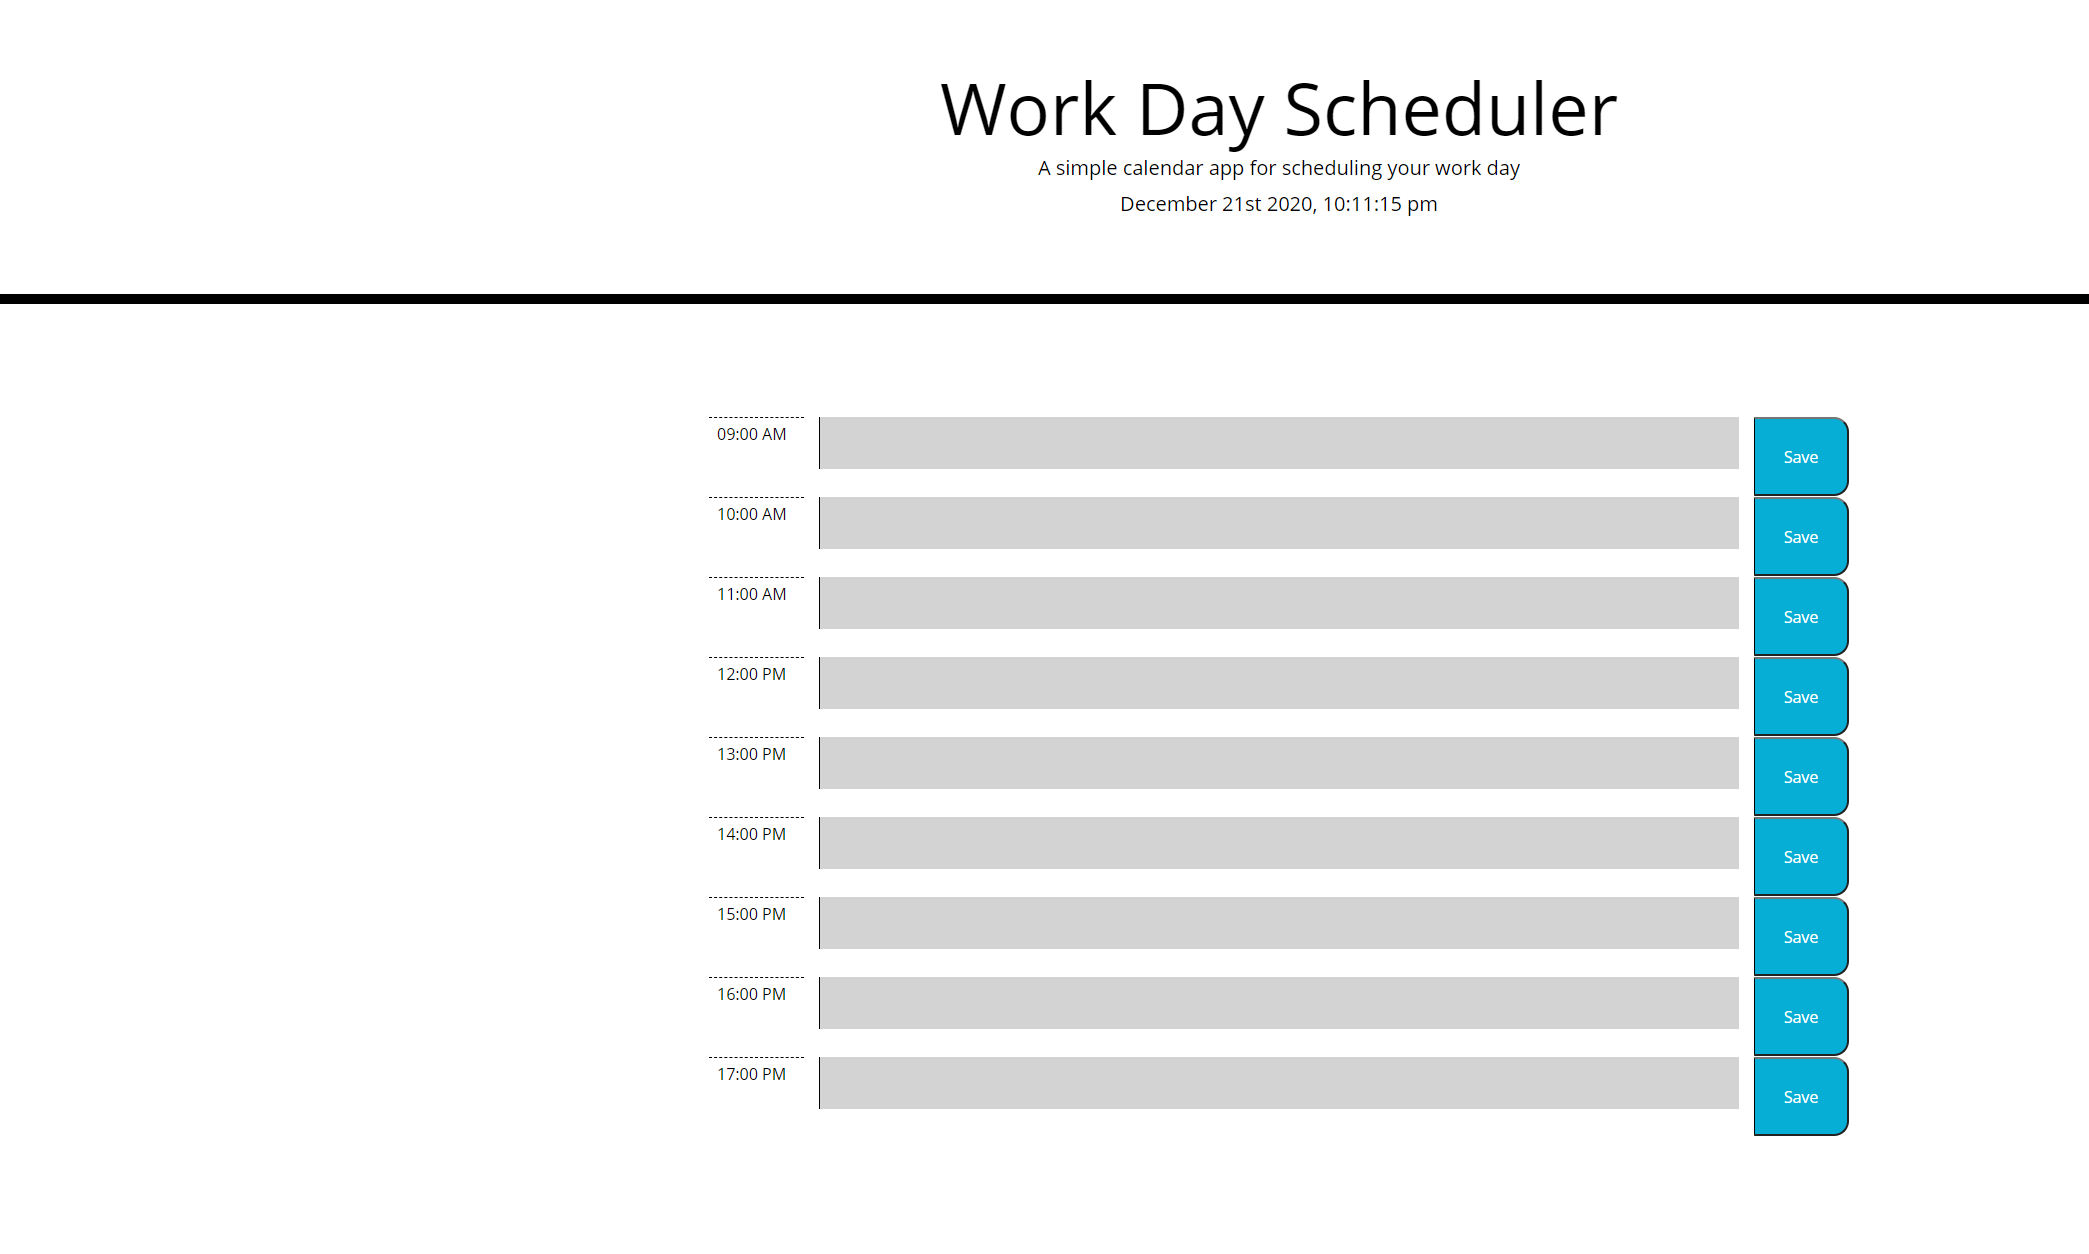 Work Day Scheduler
A simple calendar app for scheduling your work day
December 21st 2020, 10:11:15 pm
09:00 AM Save
10:00 AM Save
11:00 AM Save
12:00 PM Save
13:00 PM Save
14:00 PM Save
15:00 PM Save
16:00 PM Save
17:00 PM Save